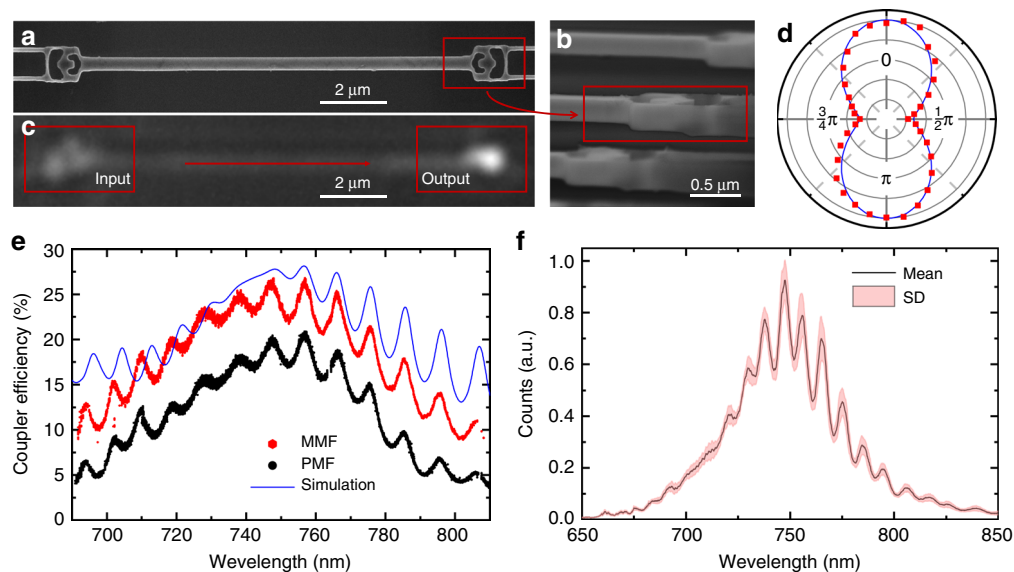 a
2 μm
b
0.5 μm
c
Input
Output
2 μm
d
0
¾π
½π
π
e
Coupler efficiency (%)
30
25
20
15
10
5
0
MMF
PMF
Simulation
700 720 740 760 780 800
Wavelength (nm)
f
Counts (a.u.)
1.0
0.8
0.6
0.4
0.2
0.0
Mean
SD
650 700 750 800 850
Wavelength (nm)